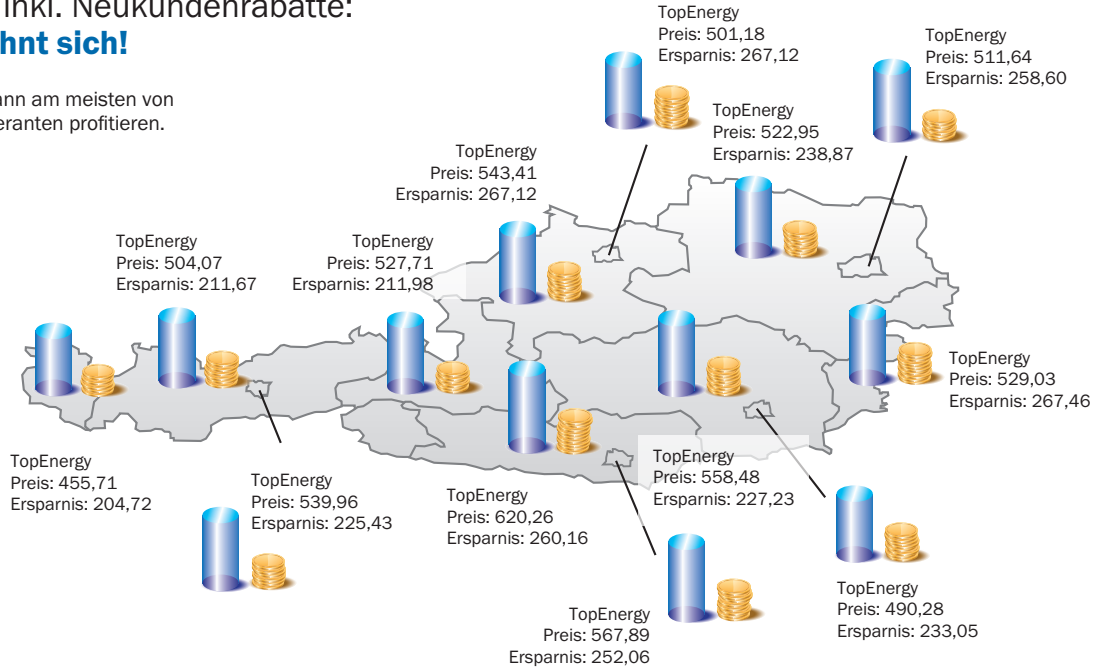 inkl. Neukundenrabatte:
hnt sich!
ann am meisten von
eranten profitieren.
TopEnergy
Preis: 501,18
Ersparnis: 267,12
TopEnergy
Preis: 511,64
Ersparnis: 258,60
TopEnergy
Preis: 522,95
Ersparnis: 238,87
TopEnergy
Preis: 543,41
Ersparnis: 267,12
TopEnergy
Preis: 504,07
Ersparnis: 211,67
TopEnergy
Preis: 527,71
Ersparnis: 211,98
TopEnergy
Preis: 529,03
Ersparnis: 267,46
TopEnergy
Preis: 455,71
Ersparnis: 204,72
TopEnergy
Preis: 539,96
Ersparnis: 225,43
TopEnergy
Preis: 620,26
Ersparnis: 260,16
TopEnergy
Preis: 558,48
Ersparnis: 227,23
TopEnergy
Preis: 567,89
Ersparnis: 252,06
TopEnergy
Preis: 490,28
Ersparnis: 233,05